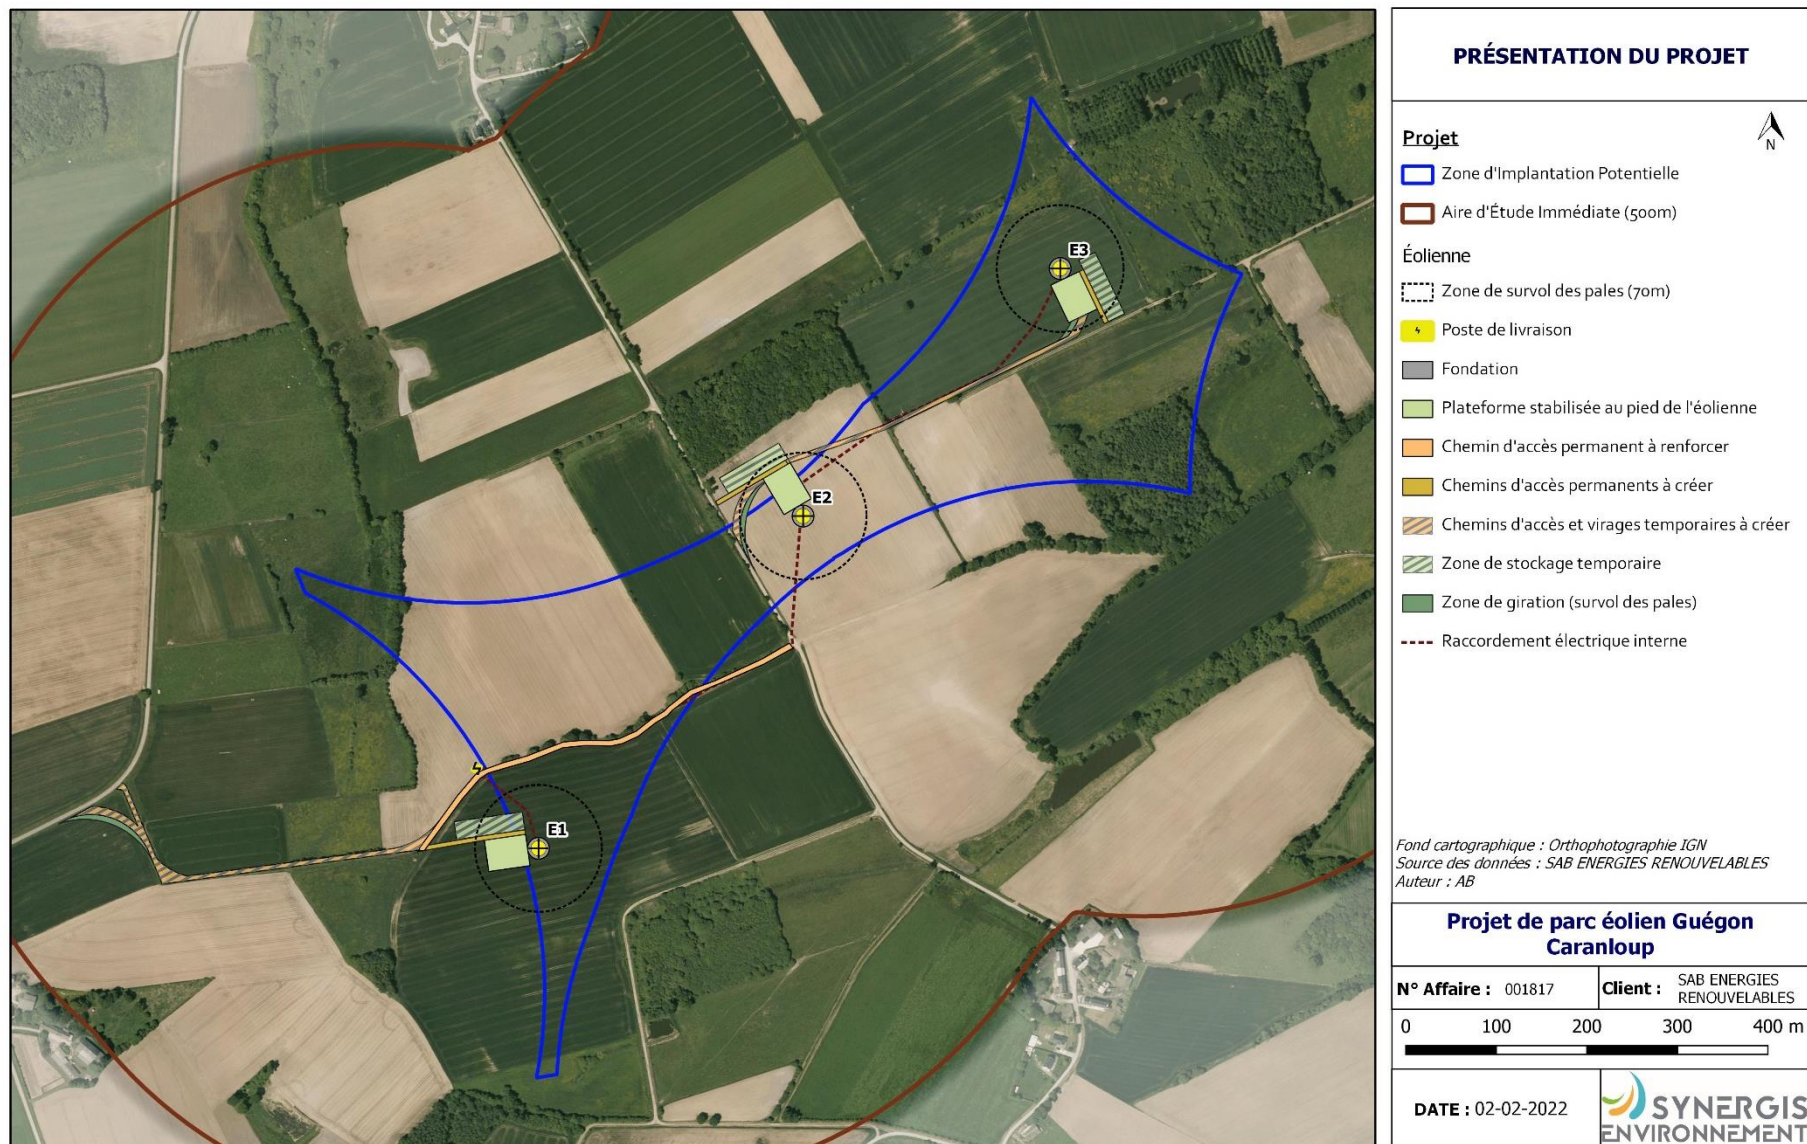 PRÉSENTATION DU PROJET
N
Projet
Zone d'Implantation Potentielle
Aire d'Étude Immédiate (500m)
Éolienne
Zone de survol des pales (70m)
Poste de livraison
Fondation
Plateforme stabilisée au pied de l'éolienne
Chemin d'accès permanent à renforcer
Chemins d'accès permanents à créer
Chemins d'accès et virages temporaires à créer
Zone de stockage temporaire
Zone de giration (survol des pales)
Raccordement électrique interne
E3
E2
E1
Fond cartographique : Orthophotographie IGN
Source des données : SAB ENERGIES RENOUVELABLES
Auteur : AB
Projet de parc éolien Guégon
Caranloup
N° Affaire : 001817
Client : SAB ENERGIES
RENOUVELABLES
0 100 200 300 400 m
DATE : 02-02-2022
SYNERGIS
ENVIRONNEMENT